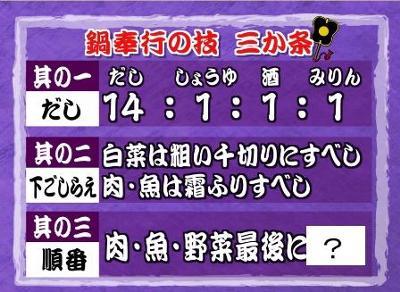 鍋奉行の技 三か条
其の一
だし
だし しょうゆ 酒 みりん
14 : 1 : 1 : 1
其の二
下ごしらえ
白菜は粗い千切りにすべし
肉・魚は霜ふりすべし
其の三
順番
肉・魚・野菜最後に ?